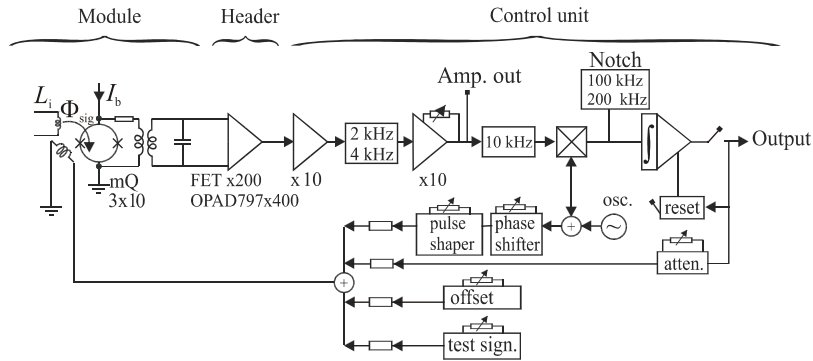 Module
Header
Control unit
Notch
100 kHz
200 kHz
Amp. out
L i
Φ sig
I b
2 kHz
4 kHz
10 kHz
∫
Output
mQ
3x10
FET x200
OPAD797x400
x 10
x10
osc.
reset
pulse
shaper
phase
shifter
+
~
atten.
+
offset
test sign.